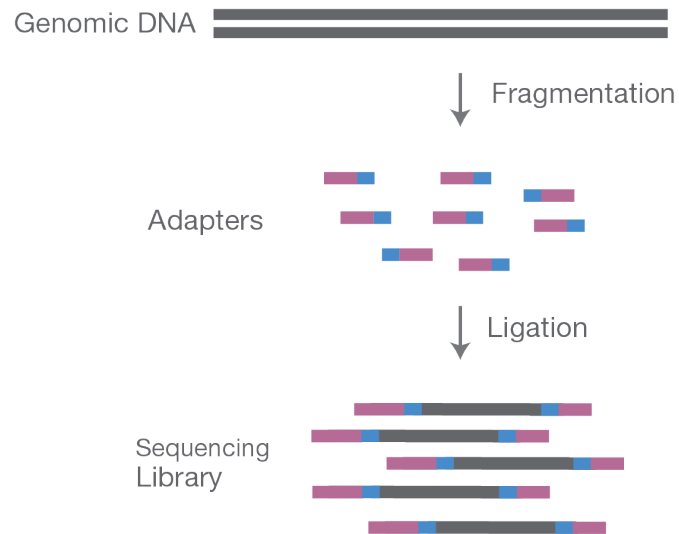 Genomic DNA
Fragmentation
Adapters
Ligation
Sequencing
Library